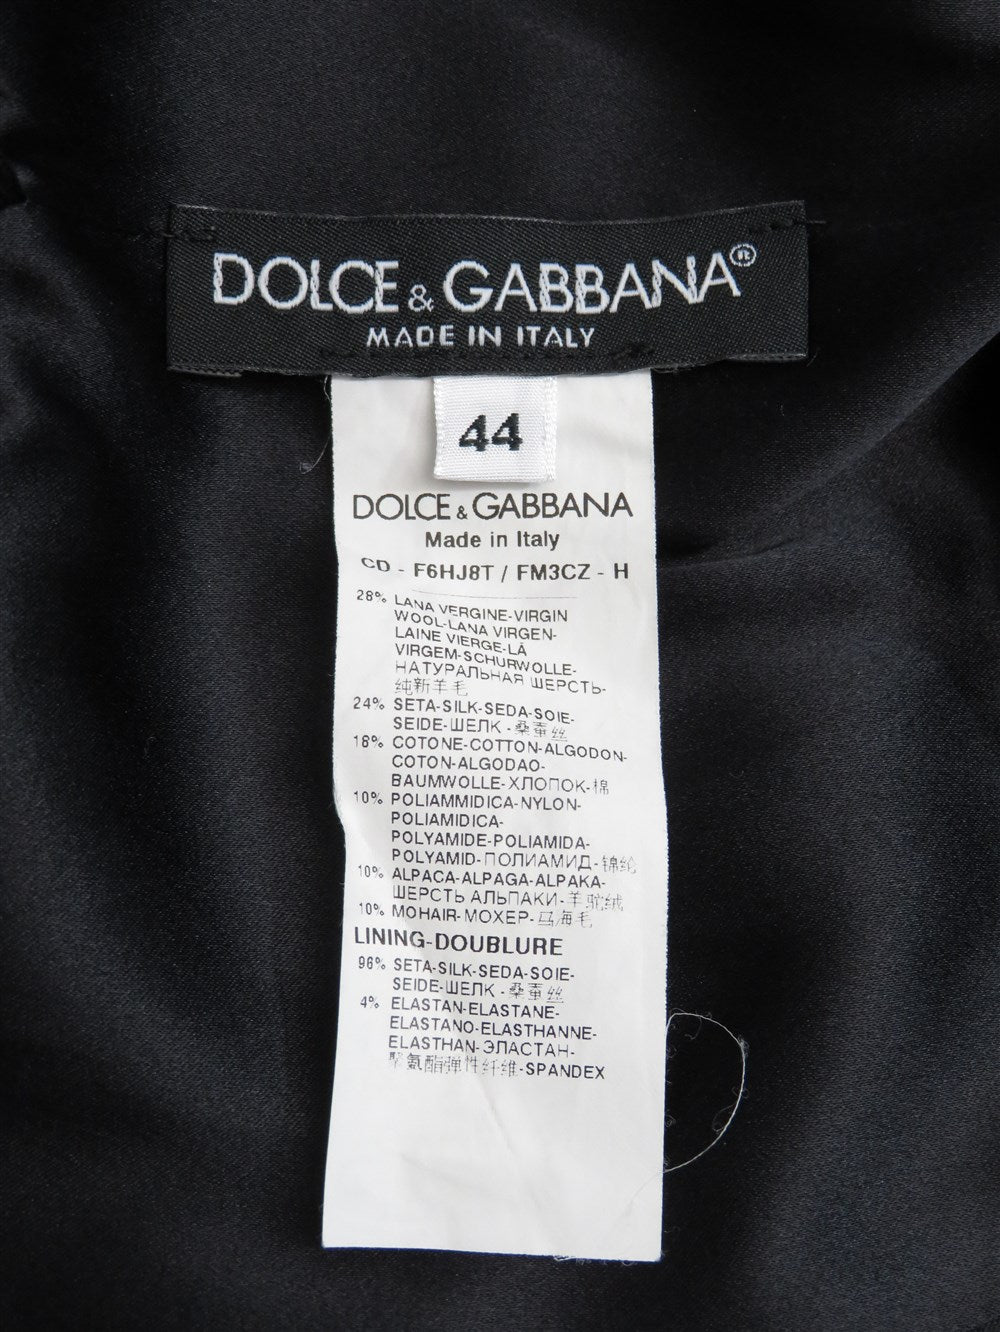 DOLCE & GABBANA®
MADE IN ITALY
44
DOLCE & GABBANA
Made in Italy
CD - F6HJ8T / FM3CZ - H
28% LANA VERGINE-VIRGIN
WOOL-LANA VIRGEN-
LAINE VIERGE-LÃ
VIRGEM-SCHURWOLLE-
НАТУРАЛЬНАЯ ШЕРСТЬ-
纯新羊毛
24% SETA-SILK-SEDA-SOIE-
SEIDE-ШЕЛК -桑蚕丝
18% COTONE-COTTON-ALGODON-
COTON-ALGODAO-
BAUMWOLLE-ХЛОПОК-棉
10% POLIAMMIDICA-NYLON-
POLIAMIDICA-
POLYAMIDE-POLIAMIDA-
POLYAMID-ПОЛИАМИД-锦纶
10% ALPACA-ALPAGA-ALPAKA-
ШЕРСТЬ АЛЬПАКИ-羊驼绒
10% MOHAIR-МОХЕР-马海毛
LINING-DOUBLURE
96% SETA-SILK-SEDA-SOIE-
SEIDE-ШЕЛК -桑蚕丝
4% ELASTAN-ELASTANE-
ELASTANO-ELASTHANNE-
ELASTHAN-ЭЛАСТАН-
聚氨酯弹性纤维-SPANDEX